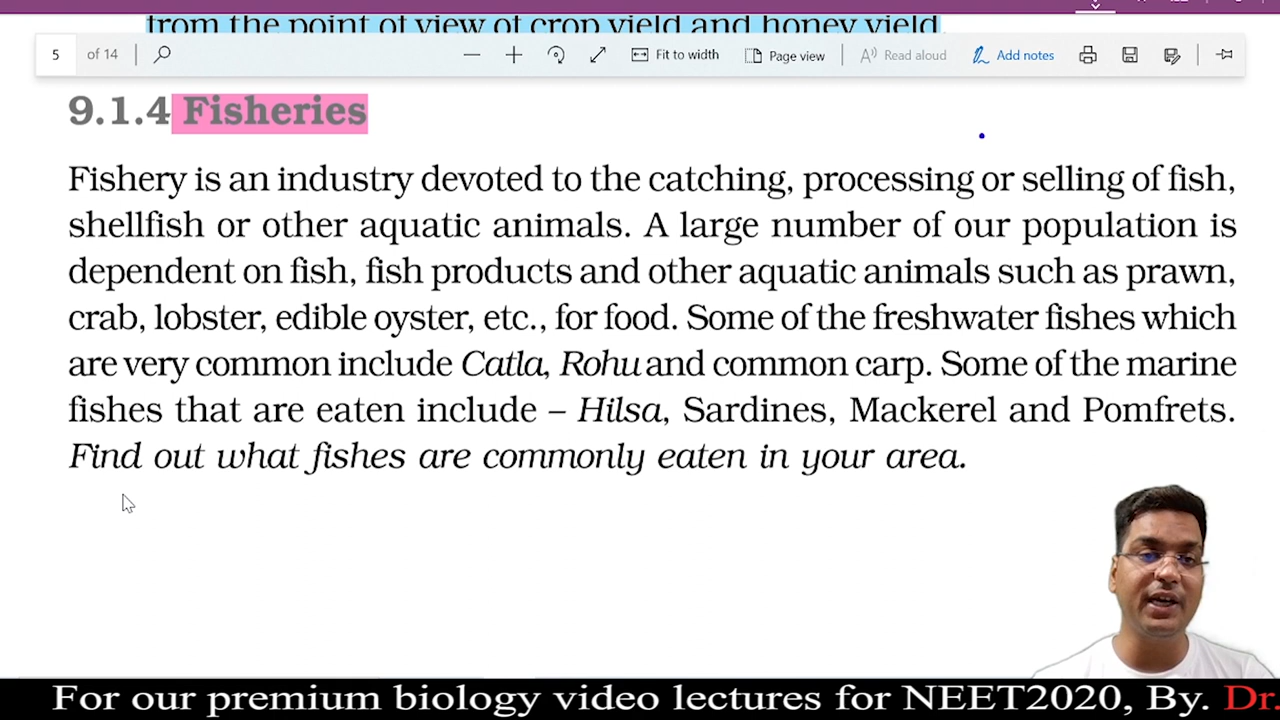 from the point of view of crop yield and honey yield
5 of 14 Fit to width Page view Read aloud Add notes
9.1.4 Fisheries
Fishery is an industry devoted to the catching, processing or selling of fish,
shellfish or other aquatic animals. A large number of our population is
dependent on fish, fish products and other aquatic animals such as prawn,
crab, lobster, edible oyster, etc., for food. Some of the freshwater fishes which
are very common include Catla, Rohu and common carp. Some of the marine
fishes that are eaten include – Hilsa, Sardines, Mackerel and Pomfrets.
Find out what fishes are commonly eaten in your area.
For our premium biology video lectures for NEET2020, By. Dr.